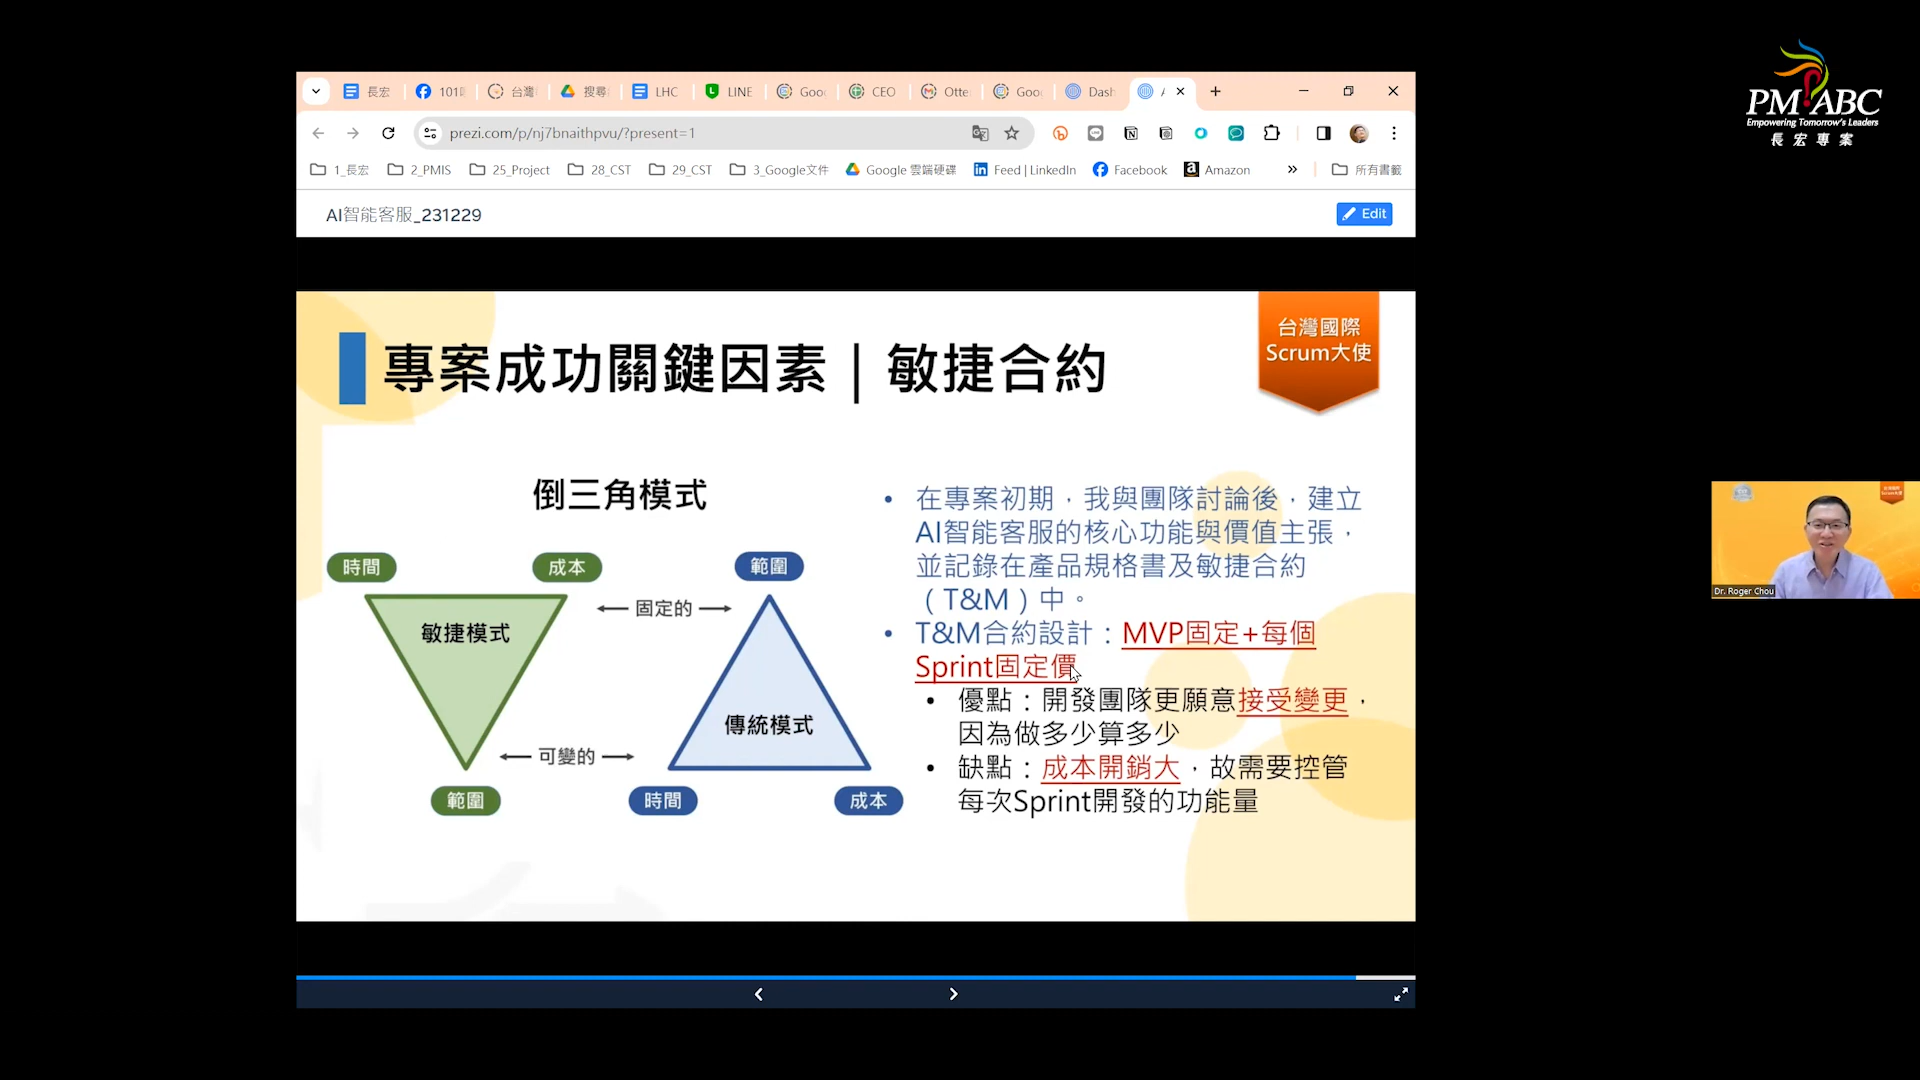 PM ABC
Empowering Tomorrow's Leaders
長宏專案
長宏
101
台灣
搜尋
LHC
LINE
Goo
CEO
Otte
Goo
Dash
prezi.com/p/nj7bnaithpvu/?present=1
1_長宏
2_PMIS
25_Project
28_CST
29_CST
3_Google文件
Google 雲端硬碟
Feed | LinkedIn
Facebook
Amazon
所有書籤
AI智能客服_231229
Edit
專案成功關鍵因素｜敏捷合約
台灣國際
Scrum大使
倒三角模式
時間
成本
範圍
固定的
敏捷模式
傳統模式
可變的
範圍
時間
成本
• 在專案初期，我與團隊討論後，建立
AI智能客服的核心功能與價值主張，
並記錄在產品規格書及敏捷合約
（T&M）中。
• T&M合約設計：MVP固定+每個
Sprint固定價
• 優點：開發團隊更願意接受變更，
因為做多少算多少
• 缺點：成本開銷大，故需要控管
每次Sprint開發的功能量
Dr. Roger Chou